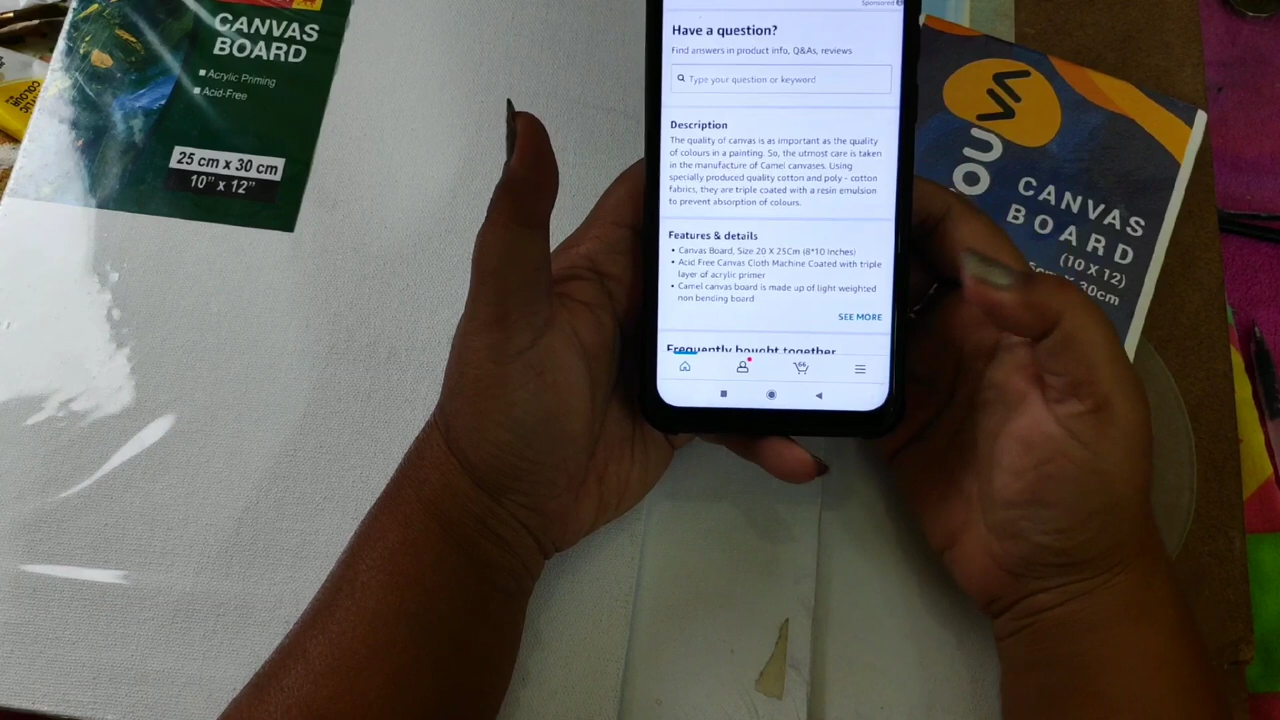 CANVAS
BOARD
Acrylic Priming
Acid-Free
25 cm x 30 cm
10" x 12"
Sponsored
Have a question?
Find answers in product info, Q&As, reviews
Type your question or keyword
Description
The quality of canvas is as important as the quality
of colours in a painting. So, the utmost care is taken
in the manufacture of Camel canvases. Using
specially produced quality cotton and poly - cotton
fabrics, they are triple coated with a resin emulsion
to prevent absorption of colours.
Features & details
• Canvas Board, Size 20 X 25Cm (8*10 Inches)
• Acid Free Canvas Cloth Machine Coated with triple
layer of acrylic primer
• Camel canvas board is made up of light weighted
non bending board
SEE MORE
Frequently bought together
66
CANVAS
BOARD
(10 X 12)
30cm